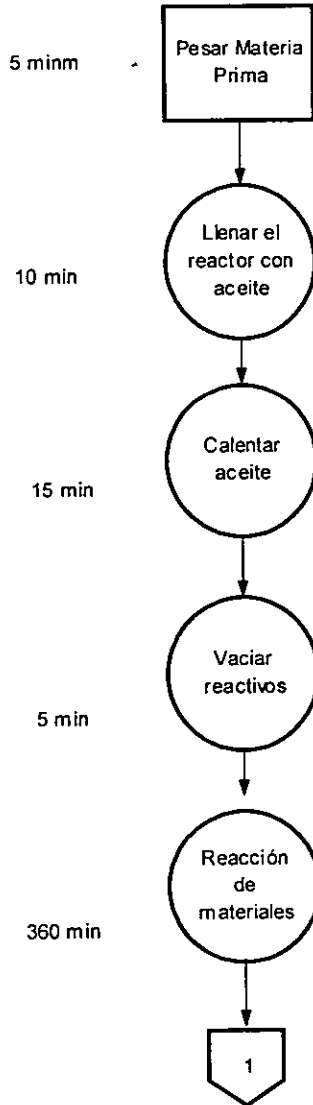 5 minm
Pesar Materia
Prima
Llenar el
reactor con
aceite
10 min
Calentar
aceite
15 min
Vaciar
reactivos
5 min
Reacción
de
materiales
360 min
1